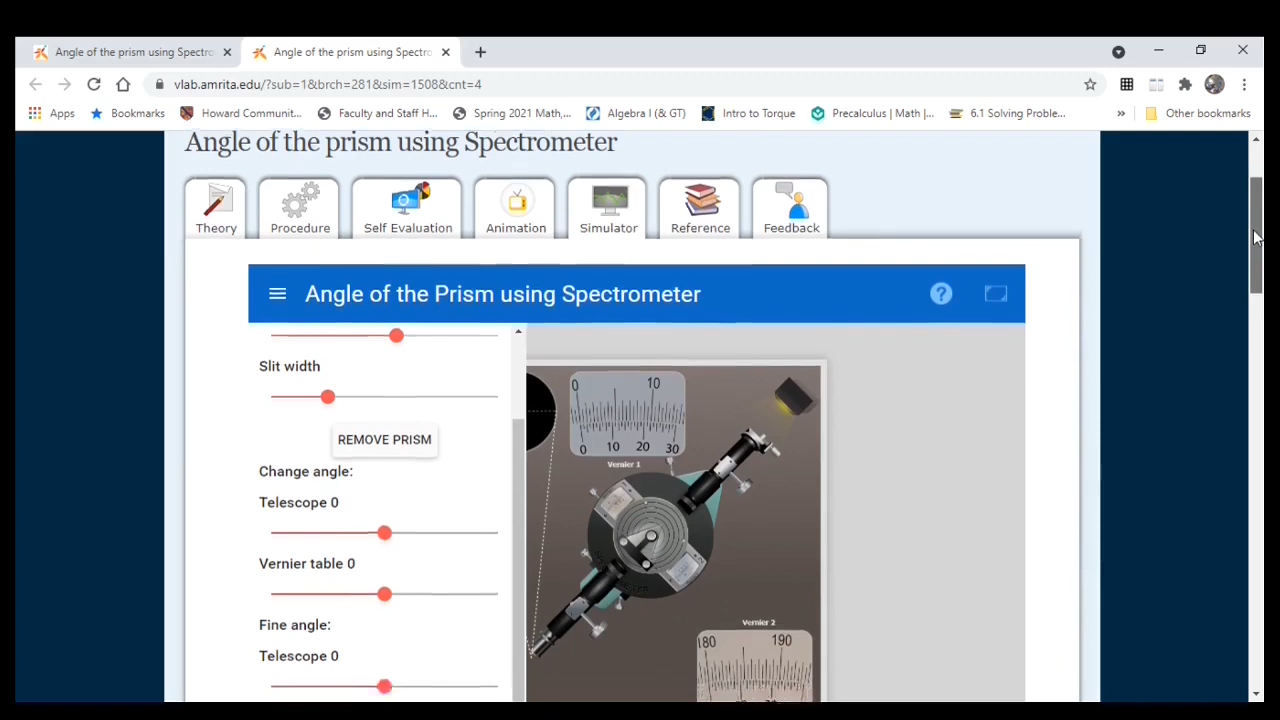 Angle of the prism using Spectro
Angle of the prism using Spectro
vlab.amrita.edu/?sub=1&brch=281&sim=1508&cnt=4
Apps Bookmarks Howard Communit... Faculty and Staff H... Spring 2021 Math,... Algebra I (& GT) Intro to Torque Precalculus | Math |... 6.1 Solving Proble... » Other bookmarks
Angle of the prism using Spectrometer
Theory Procedure Self Evaluation Animation Simulator Reference Feedback
Angle of the Prism using Spectrometer
?
Slit width
REMOVE PRISM
Change angle:
Telescope 0
Vernier table 0
Fine angle:
Telescope 0
0 10
0 10 20 30
Vernier 1
Vernier 2
180 190